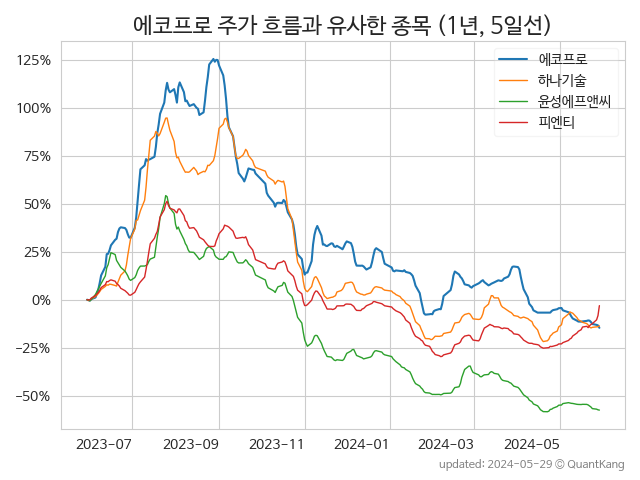 에코프로 주가 흐름과 유사한 종목 (1년, 5일선)
에코프로
하나기술
윤성에프앤씨
피엔티
125%
100%
75%
50%
25%
0%
−25%
−50%
2023-07 2023-09 2023-11 2024-01 2024-03 2024-05
updated: 2024-05-29 © QuantKang